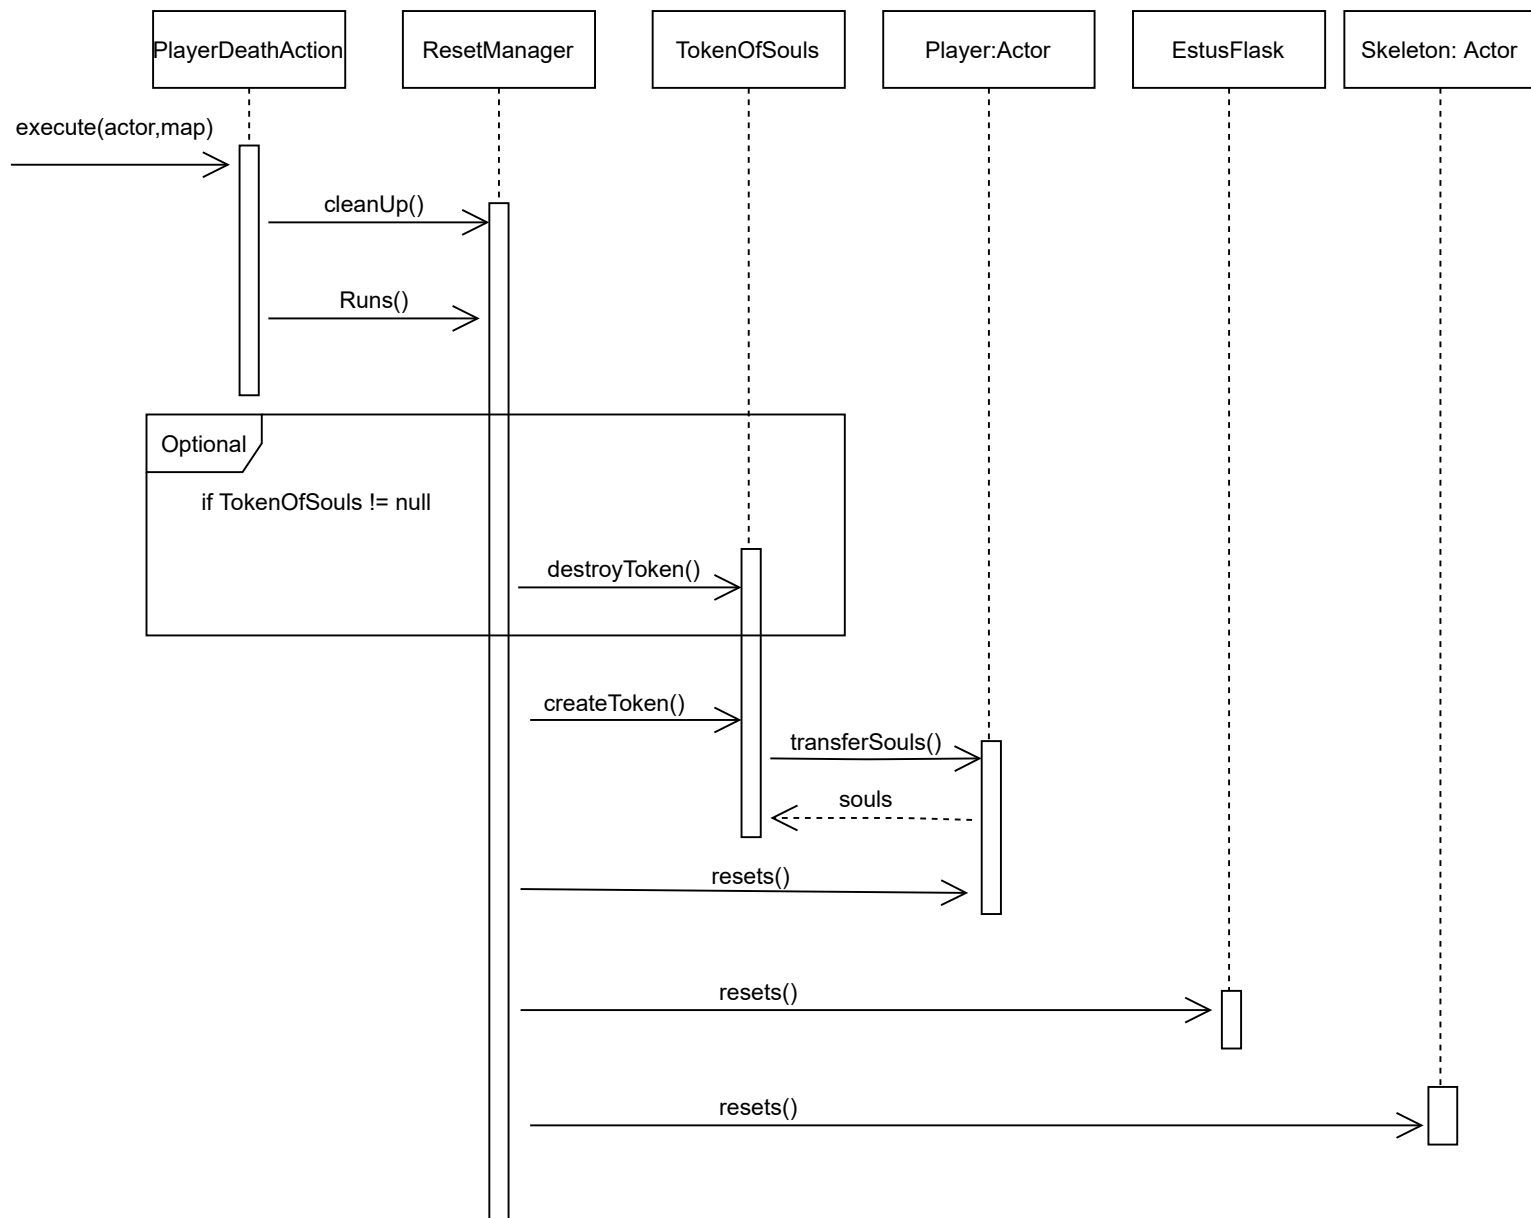 PlayerDeathAction
ResetManager
TokenOfSouls
Player:Actor
EstusFlask
Skeleton: Actor
execute(actor,map)
cleanUp()
Runs()
Optional
if TokenOfSouls != null
destroyToken()
createToken()
transferSouls()
souls
resets()
resets()
resets()